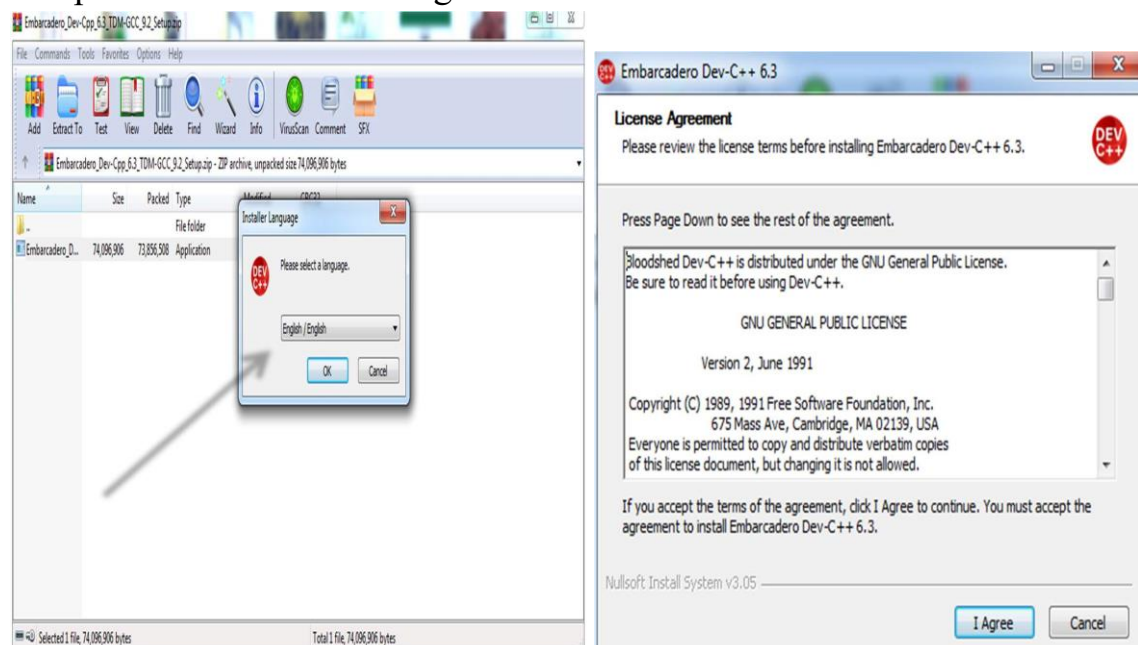 Embarcadero_Dev-Cpp_6.3_TDM-GCC_9.2_Setup.zip
File Commands Tools Favorites Options Help
Add Extract To Test View Delete Find Wizard Info VirusScan Comment SFX
Embarcadero_Dev-Cpp_6.3_TDM-GCC_9.2_Setup.zip - ZIP archive, unpacked size 74,096,906 bytes
Name Size Packed Type Modified CRC32
..
File folder
Embarcadero_D... 74,096,906 73,856,508 Application
Installer Language
DEV C++
Please select a language.
English / English
OK Cancel
Selected 1 file, 74,096,906 bytes
Total 1 file, 74,096,906 bytes
Embarcadero Dev-C++ 6.3
License Agreement
Please review the license terms before installing Embarcadero Dev-C++ 6.3.
DEV
C++
Press Page Down to see the rest of the agreement.
Bloodshed Dev-C++ is distributed under the GNU General Public License.
Be sure to read it before using Dev-C++.
GNU GENERAL PUBLIC LICENSE
Version 2, June 1991
Copyright (C) 1989, 1991 Free Software Foundation, Inc.
675 Mass Ave, Cambridge, MA 02139, USA
Everyone is permitted to copy and distribute verbatim copies
of this license document, but changing it is not allowed.
If you accept the terms of the agreement, click I Agree to continue. You must accept the
agreement to install Embarcadero Dev-C++ 6.3.
Nullsoft Install System v3.05
I Agree Cancel